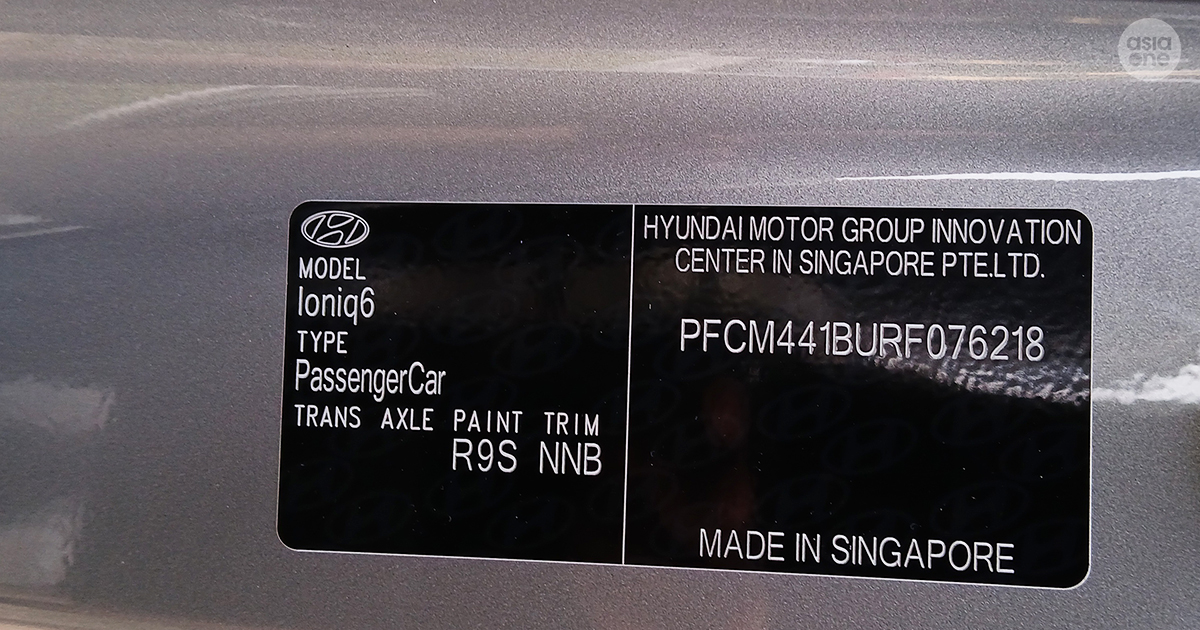 asia
one
MODEL
Ioniq6
TYPE
PassengerCar
TRANS AXLE PAINT TRIM
R9S NNB
HYUNDAI MOTOR GROUP INNOVATION
CENTER IN SINGAPORE PTE.LTD.
PFCM441BURF076218
MADE IN SINGAPORE